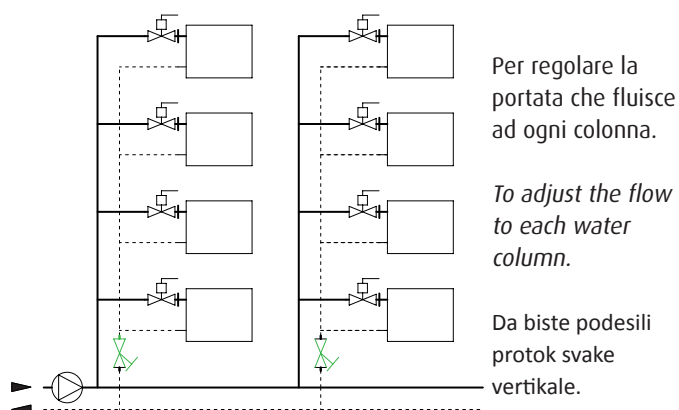 Per regolare la
portata che fluisce
ad ogni colonna.
To adjust the flow
to each water
column.
Da biste podesili
protok svake
vertikale.